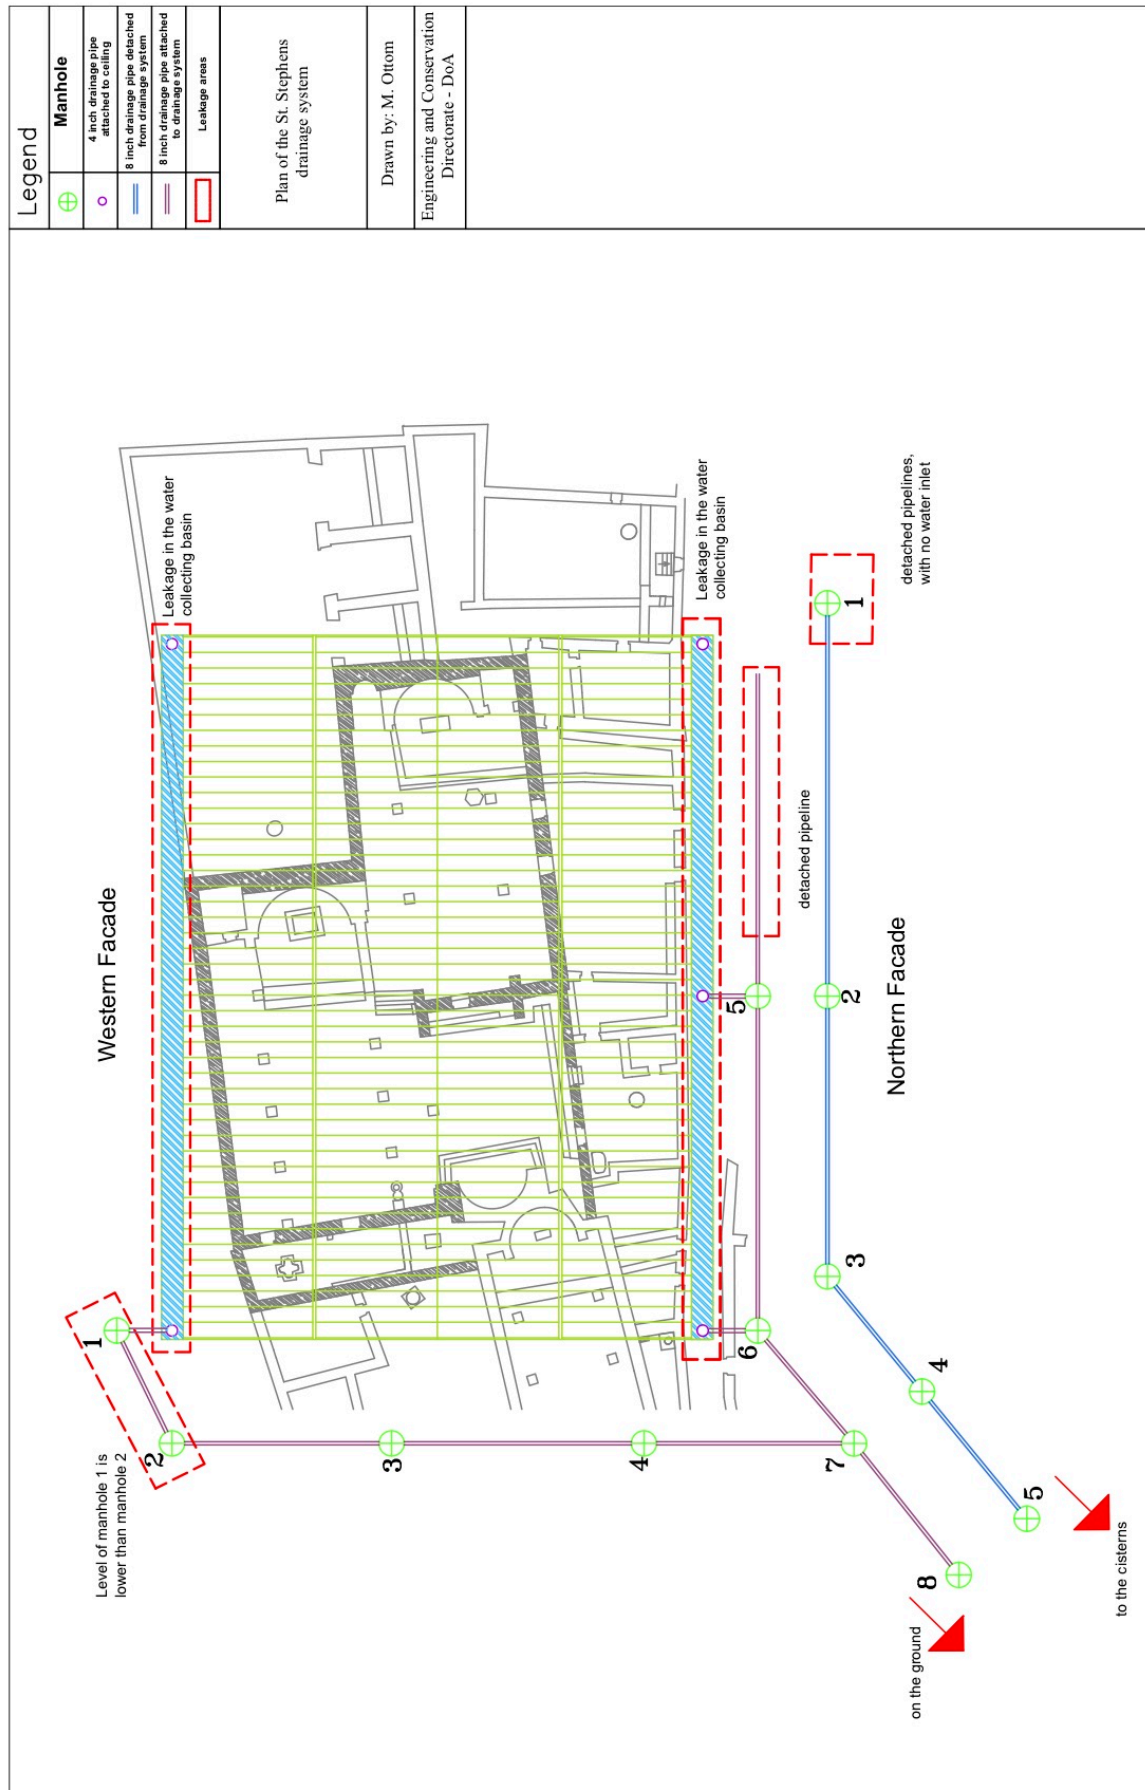 Legend
Manhole
4 inch drainage pipe
attached to ceiling
8 inch drainage pipe detached
from drainage system
8 inch drainage pipe attached
to drainage system
Leakage areas
Plan of the St. Stephens
drainage system
Drawn by: M. Ottom
Engineering and Conservation
Directorate - DoA
Western Facade
Leakage in the water
collecting basin
Level of manhole 1 is
lower than manhole 2
1
2
3
4
5
6
7
8
on the ground
Leakage in the water
collecting basin
detached pipeline
detached pipelines,
with no water inlet
1
2
3
4
5
Northern Facade
to the cisterns